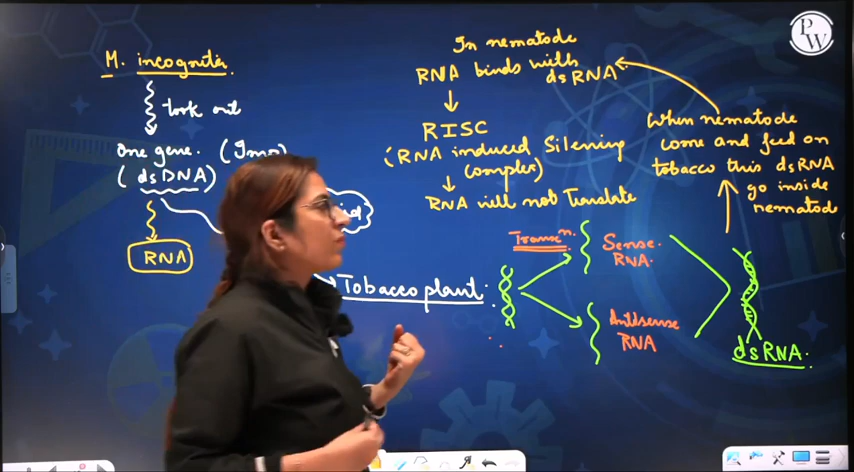 M. incogniter
took out
One gene. (Imp)
(dsDNA)
RNA
Tobacco plant
In nematode
RNA binds with
dsRNA
RISC
(RNA induced Silening
Complex)
RNA will not Translate
When nematode
come and feed on
tobacco this dsRNA
go inside
nematode
Transcn.
Sense
RNA.
Antisense
RNA
dsRNA.
PW